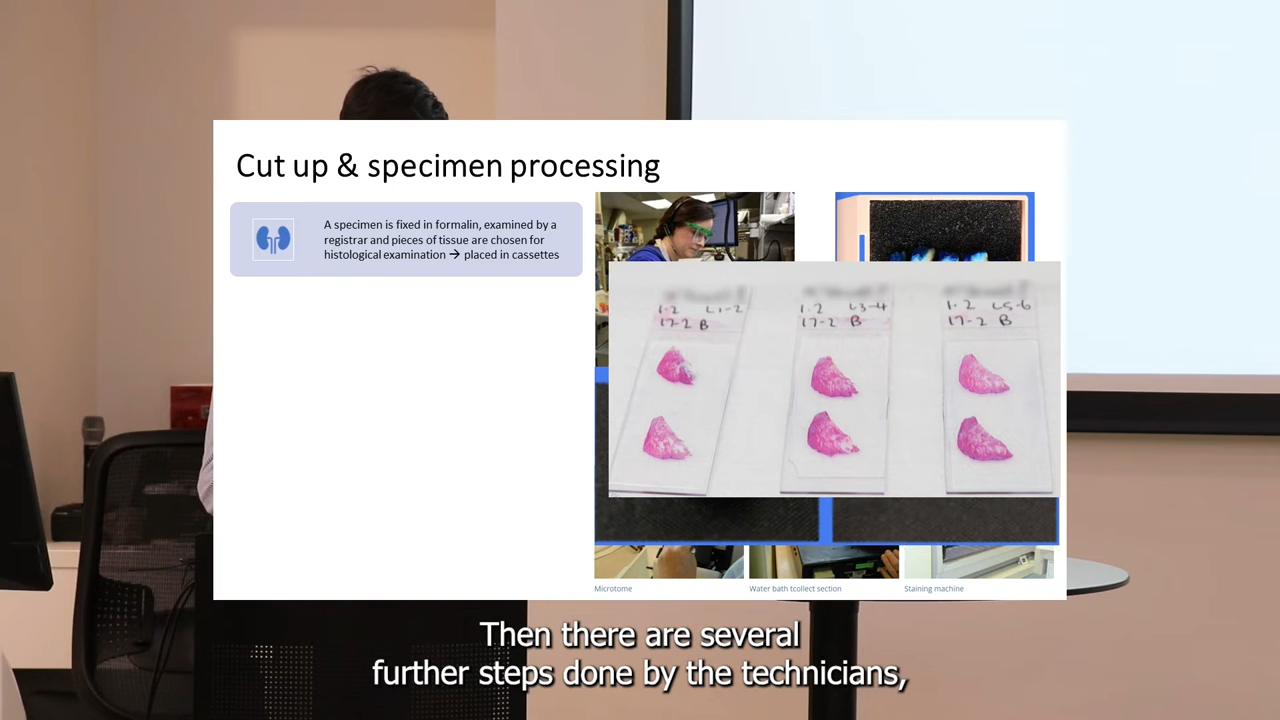 Cut up & specimen processing
A specimen is fixed in formalin, examined by a
registrar and pieces of tissue are chosen for
histological examination → placed in cassettes
1-2 L1-2
17-2 B
1-2 L3-4
17-2 B
1-2 L5-6
17-2 B
Microtome
Water bath tcollect section
Staining machine
Then there are several
further steps done by the technicians,